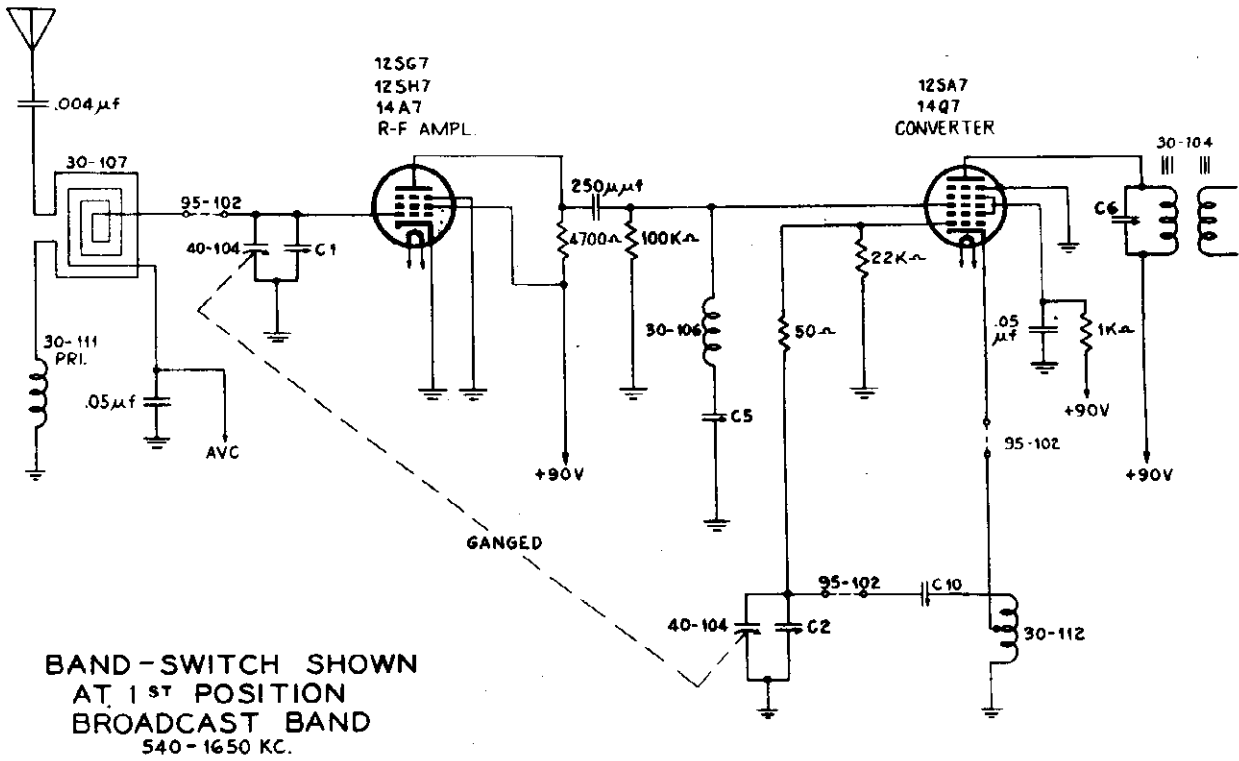 .004μf
30-107
95-102
40-104
C1
30-111
PRI.
.05μf
AVC
12SG7
12SH7
14A7
R-F AMPL.
250μμf
4700Ω
100KΩ
+90V
30-106
C5
12SA7
14Q7
CONVERTER
22KΩ
50Ω
.05
μf
1KΩ
+90V
95-102
30-104
C6
+90V
GANGED
95-102
C10
40-104
C2
30-112
BAND-SWITCH SHOWN
AT 1ST POSITION
BROADCAST BAND
540-1650 KC.